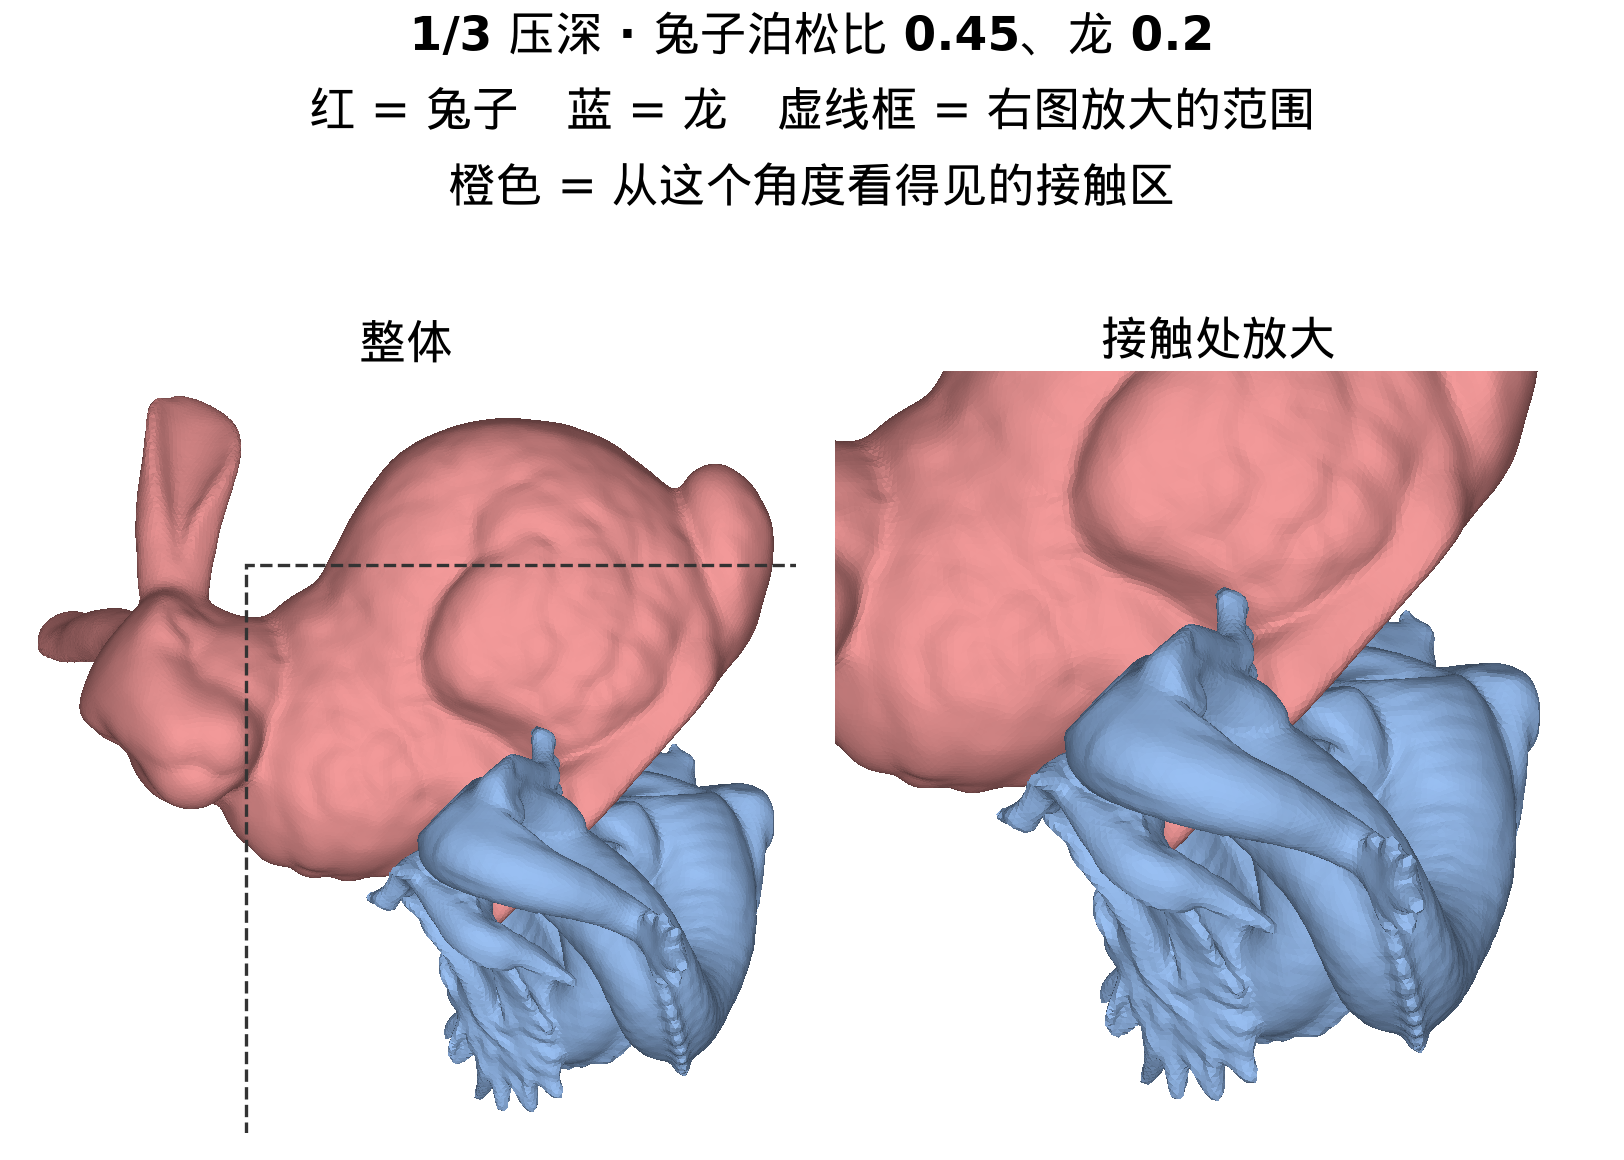 1/3 压深 · 兔子泊松比 0.45、龙 0.2
红 = 兔子 蓝 = 龙 虚线框 = 右图放大的范围
橙色 = 从这个角度看得见的接触区
整体
接触处放大